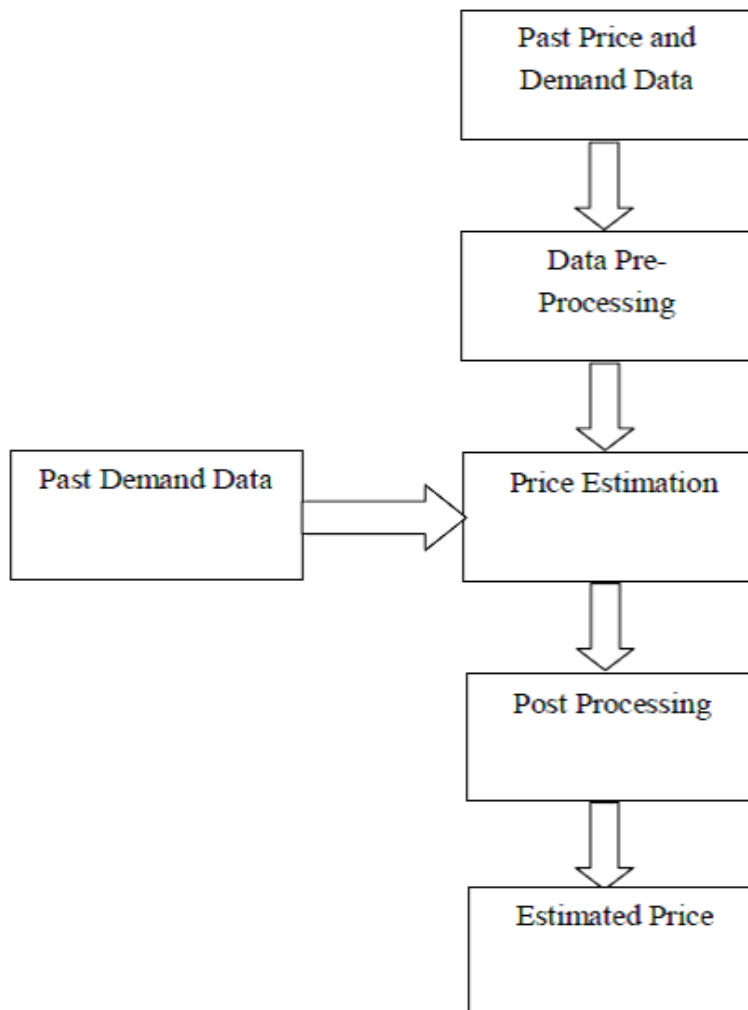 Past Price and
Demand Data
Data Pre-
Processing
Past Demand Data
Price Estimation
Post Processing
Estimated Price